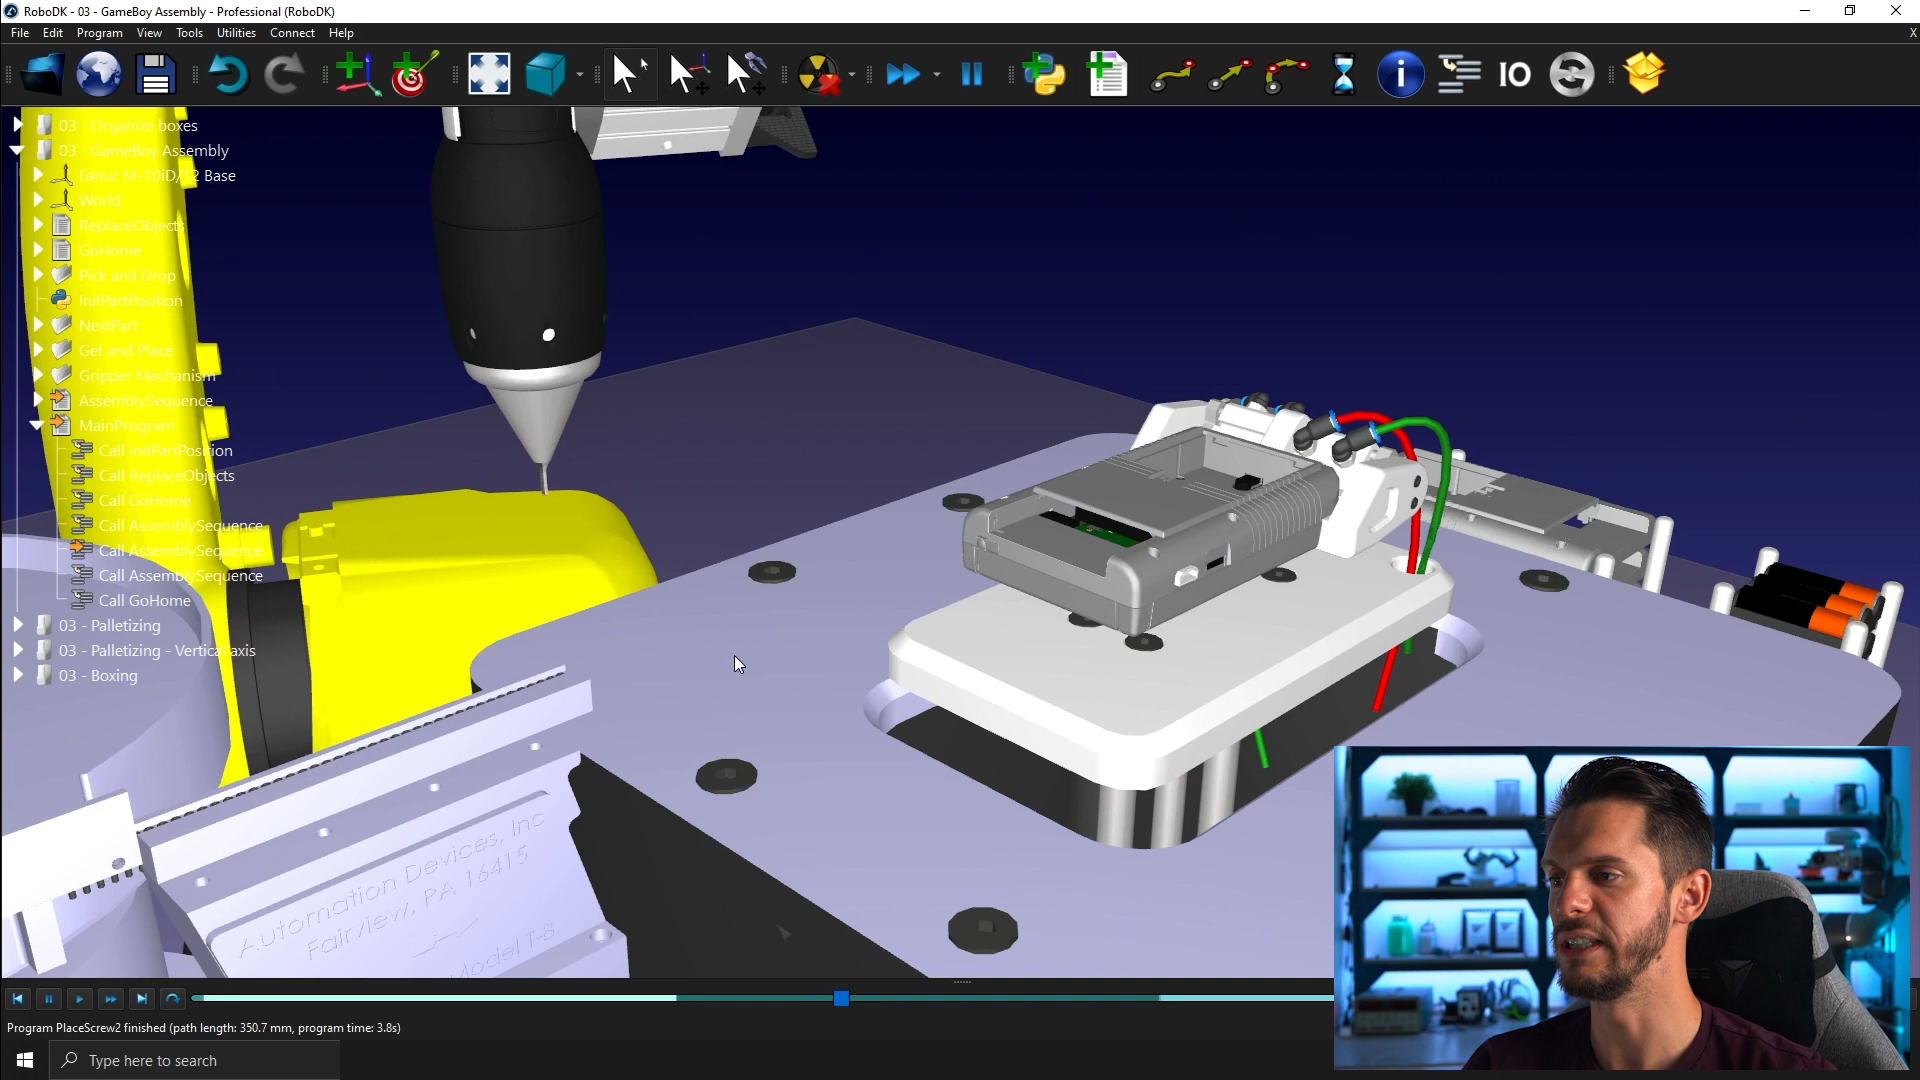 RoboDK - 03 - GameBoy Assembly - Professional (RoboDK)
File Edit Program View Tools Utilities Connect Help
X
IO
03 - Organize boxes
03 - GameBoy Assembly
Fanuc M-10iD/12 Base
World
ReplaceObjects
GoHome
Pick and Drop
InitPartPosition
NextPart
Get and Place
Gripper Mechanism
AssemblySequence
MainProgram
Call InitPartPosition
Call ReplaceObjects
Call GoHome
Call AssemblySequence
Call AssemblySequence
Call AssemblySequence
Call GoHome
03 - Palletizing
03 - Palletizing - Vertical axis
03 - Boxing
Automation Devices, Inc
Fairview, PA 16415
Model T-8
Program PlaceScrew2 finished (path length: 350.7 mm, program time: 3.8s)
Type here to search